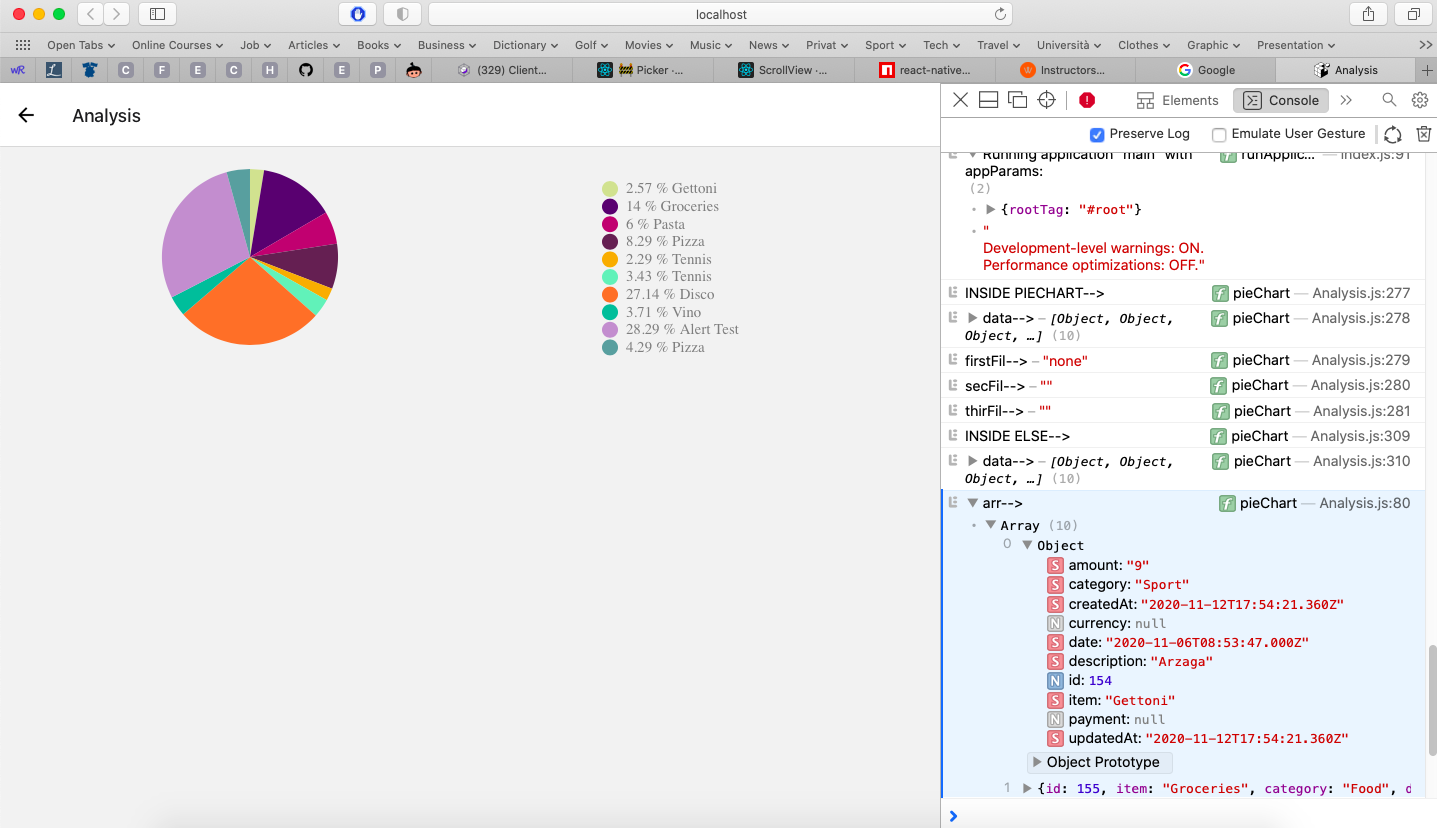 localhost
Open Tabs Online Courses Job Articles Books Business Dictionary Golf Movies Music News Privat Sport Tech Travel Università Clothes Graphic Presentation
wR L C F E C H E P (329) Client... Picker ·... ScrollView ·... react-native... Instructors... Google Analysis
Analysis
Elements Console
Preserve Log Emulate User Gesture
Running application "main" with runApplic... — index.js:91
appParams:
(2)
{rootTag: "#root"}
"
Development-level warnings: ON.
Performance optimizations: OFF."
INSIDE PIECHART--> f pieChart — Analysis.js:277
data--> – [Object, Object, f pieChart — Analysis.js:278
Object, …] (10)
firstFil--> – "none" f pieChart — Analysis.js:279
secFil--> – "" f pieChart — Analysis.js:280
thirFil--> – "" f pieChart — Analysis.js:281
INSIDE ELSE--> f pieChart — Analysis.js:309
data--> – [Object, Object, f pieChart — Analysis.js:310
Object, …] (10)
arr--> f pieChart — Analysis.js:80
Array (10)
0 Object
S amount: "9"
S category: "Sport"
S createdAt: "2020-11-12T17:54:21.360Z"
N currency: null
S date: "2020-11-06T08:53:47.000Z"
S description: "Arzaga"
N id: 154
S item: "Gettoni"
N payment: null
S updatedAt: "2020-11-12T17:54:21.360Z"
Object Prototype
1 {id: 155, item: "Groceries", category: "Food", d
2.57 % Gettoni
14 % Groceries
6 % Pasta
8.29 % Pizza
2.29 % Tennis
3.43 % Tennis
27.14 % Disco
3.71 % Vino
28.29 % Alert Test
4.29 % Pizza